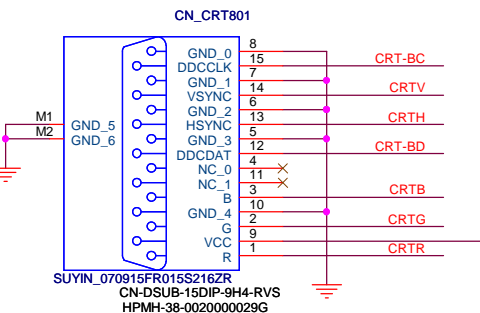 CN_CRT801
GND_0 8
DDCCLK 15 CRT-BC
GND_1 7
VSYNC 14 CRTV
GND_2 6
M1 GND_5 HSYNC 13 CRTH
M2 GND_6 GND_3 5
DDCDAT 12 CRT-BD
NC_0 4
NC_1 11
B 3 CRTB
GND_4 10
G 2 CRTG
VCC 9
R 1 CRTR
SUYIN_070915FR015S216ZR
CN-DSUB-15DIP-9H4-RVS
HPMH-38-0020000029G